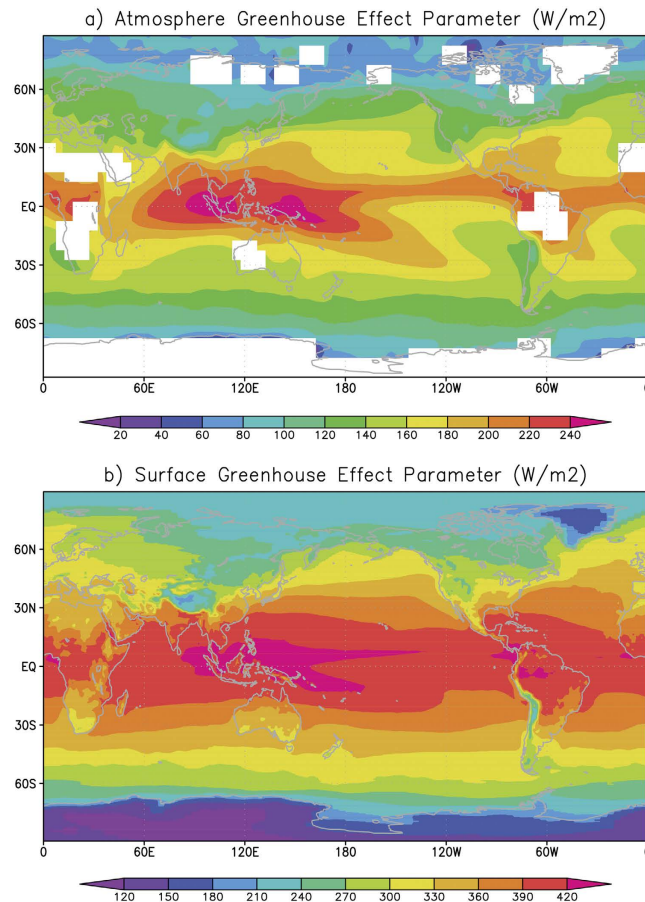 a) Atmosphere Greenhouse Effect Parameter (W/m2)
60N
30N
EQ
30S
60S
0 60E 120E 180 120W 60W 0
20 40 60 80 100 120 140 160 180 200 220 240
b) Surface Greenhouse Effect Parameter (W/m2)
60N
30N
EQ
30S
60S
0 60E 120E 180 120W 60W 0
120 150 180 210 240 270 300 330 360 390 420